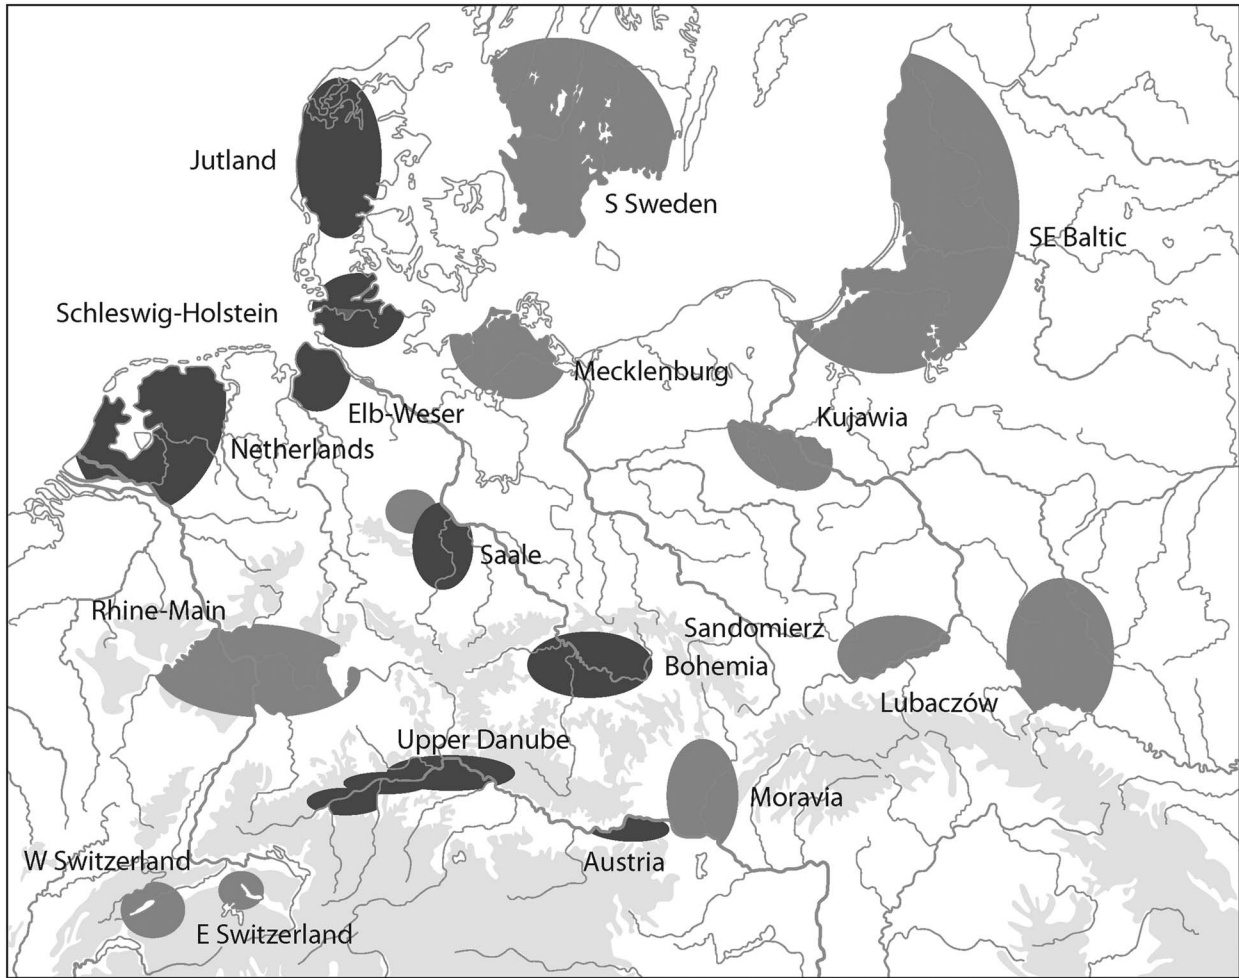 Jutland
S Sweden
SE Baltic
Schleswig-Holstein
Mecklenburg
Elb-Weser
Kujawia
Netherlands
Saale
Rhine-Main
Sandomierz
Bohemia
Lubaczów
Upper Danube
Moravia
W Switzerland
Austria
E Switzerland